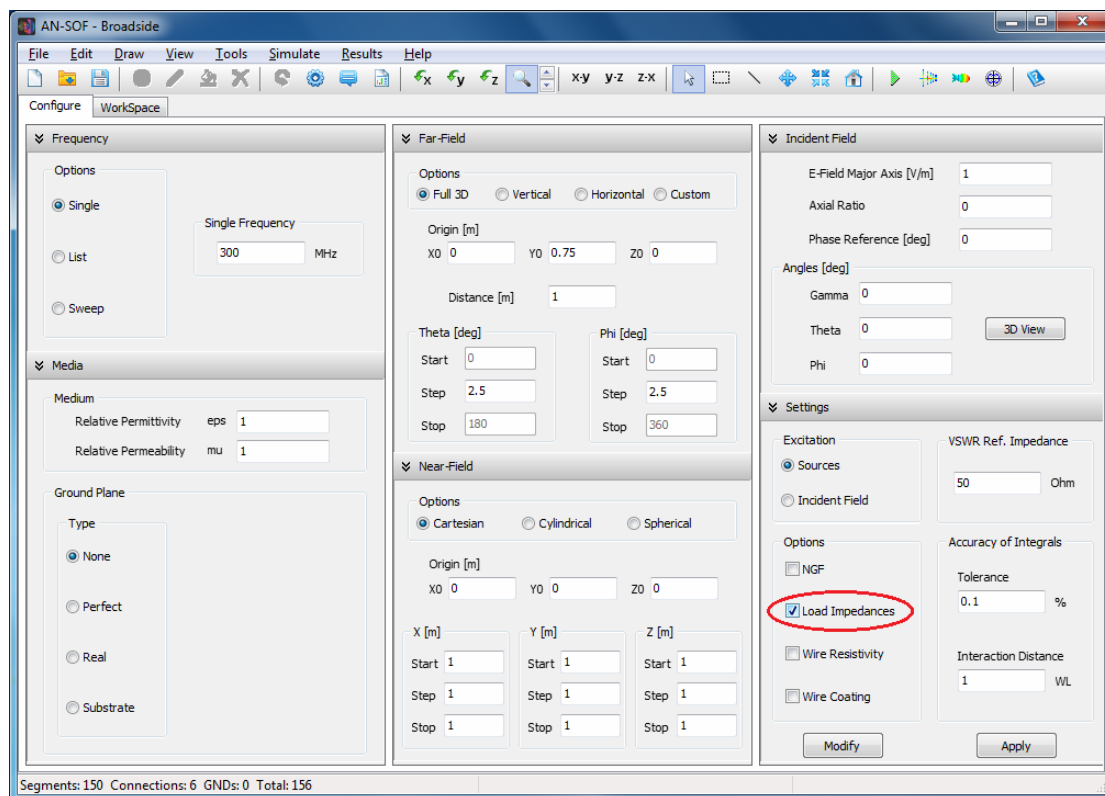 AN-SOF - Broadside
File Edit Draw View Tools Simulate Results Help
x-y y-z z-x
Configure WorkSpace
Frequency
Options
Single
List
Sweep
Single Frequency
300 MHz
Media
Medium
Relative Permittivity eps 1
Relative Permeability mu 1
Ground Plane
Type
None
Perfect
Real
Substrate
Far-Field
Options
Full 3D Vertical Horizontal Custom
Origin [m]
X0 0 Y0 0.75 Z0 0
Distance [m] 1
Theta [deg] Phi [deg]
Start 0 Start 0
Step 2.5 Step 2.5
Stop 180 Stop 360
Near-Field
Options
Cartesian Cylindrical Spherical
Origin [m]
X0 0 Y0 0 Z0 0
X [m] Y [m] Z [m]
Start 1 Start 1 Start 1
Step 1 Step 1 Step 1
Stop 1 Stop 1 Stop 1
Incident Field
E-Field Major Axis [V/m] 1
Axial Ratio 0
Phase Reference [deg] 0
Angles [deg]
Gamma 0
Theta 0 3D View
Phi 0
Settings
Excitation
Sources
Incident Field
VSWR Ref. Impedance
50 Ohm
Options
NGF
Load Impedances
Wire Resistivity
Wire Coating
Accuracy of Integrals
Tolerance
0.1 %
Interaction Distance
1 WL
Modify Apply
Segments: 150 Connections: 6 GNDs: 0 Total: 156